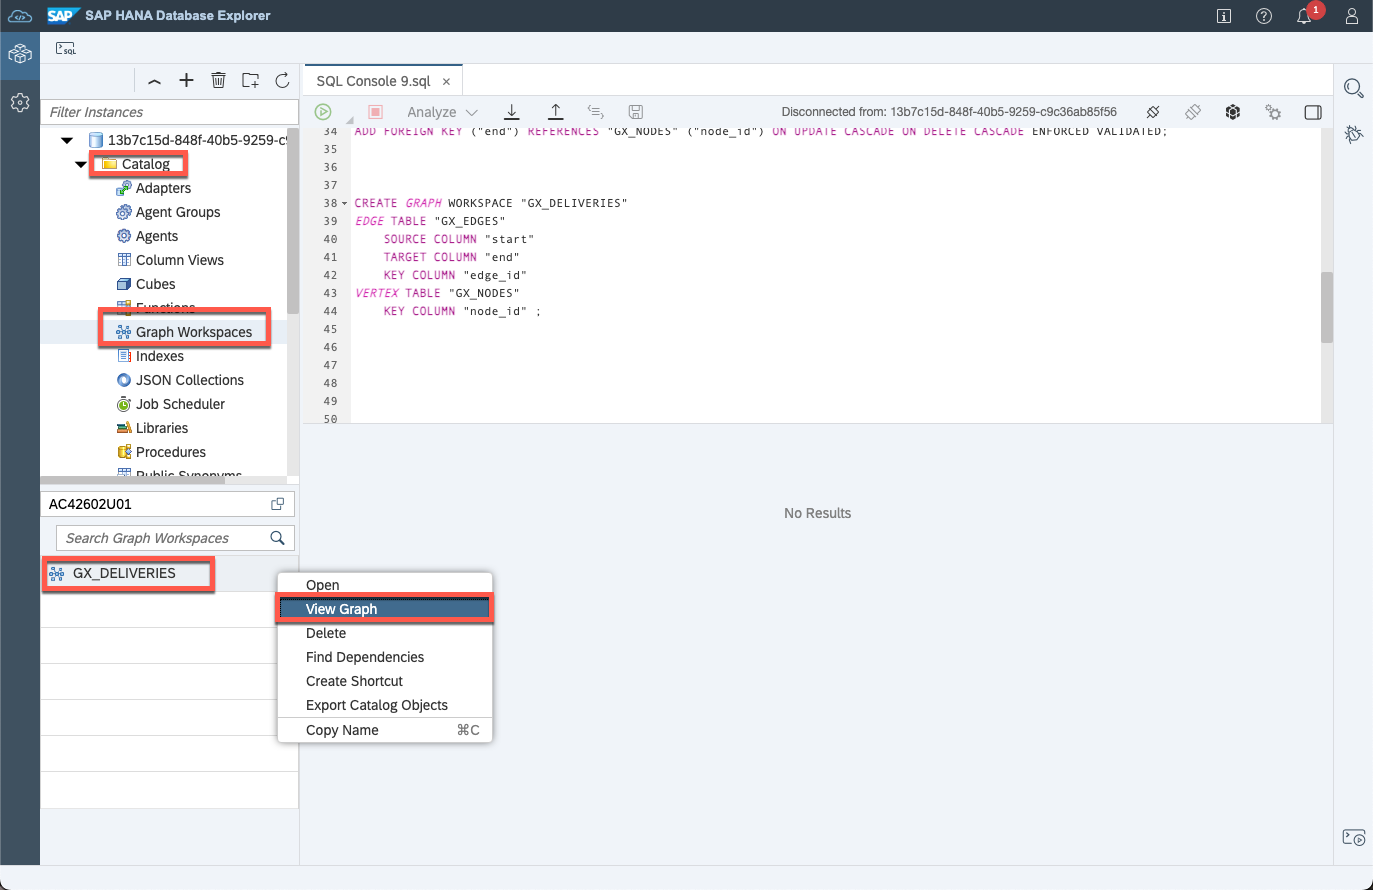 SAP SAP HANA Database Explorer
1
SQL
SQL Console 9.sql ×
Filter Instances
Analyze
Disconnected from: 13b7c15d-848f-40b5-9259-c9c36ab85f56
13b7c15d-848f-40b5-9259-c9
Catalog
Adapters
Agent Groups
Agents
Column Views
Cubes
Functions
Graph Workspaces
Indexes
JSON Collections
Job Scheduler
Libraries
Procedures
Public Synonyms
34 ADD FOREIGN KEY ("end") REFERENCES "GX_NODES" ("node_id") ON UPDATE CASCADE ON DELETE CASCADE ENFORCED VALIDATED;
35
36
37
38 CREATE GRAPH WORKSPACE "GX_DELIVERIES"
39 EDGE TABLE "GX_EDGES"
40 SOURCE COLUMN "start"
41 TARGET COLUMN "end"
42 KEY COLUMN "edge_id"
43 VERTEX TABLE "GX_NODES"
44 KEY COLUMN "node_id" ;
45
46
47
48
49
50
AC42602U01
Search Graph Workspaces
GX_DELIVERIES
No Results
Open
View Graph
Delete
Find Dependencies
Create Shortcut
Export Catalog Objects
Copy Name ⌘C